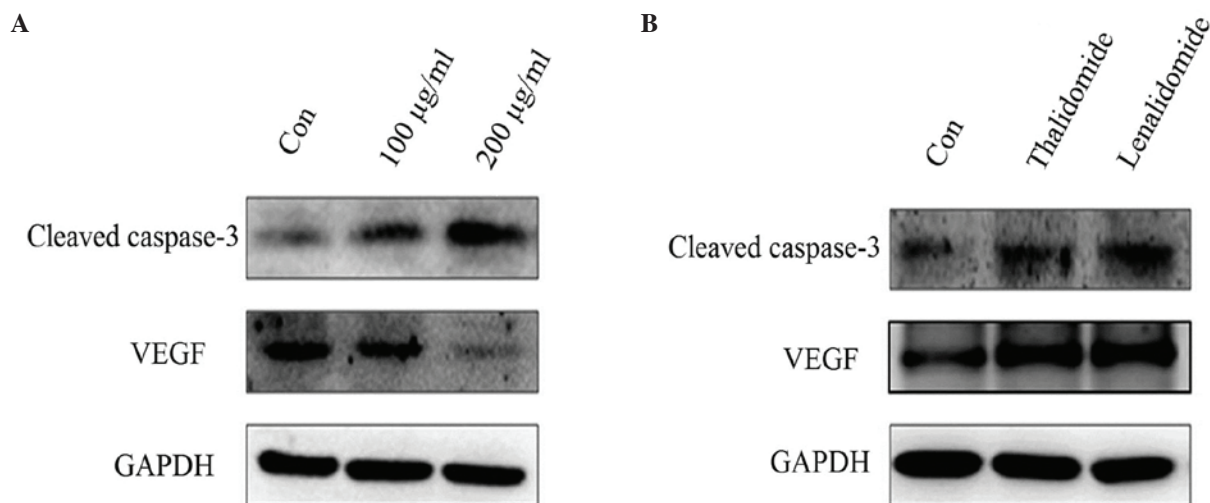 A
Con
100 µg/ml
200 µg/ml
Cleaved caspase-3
VEGF
GAPDH
B
Con
Thalidomide
Lenalidomide
Cleaved caspase-3
VEGF
GAPDH